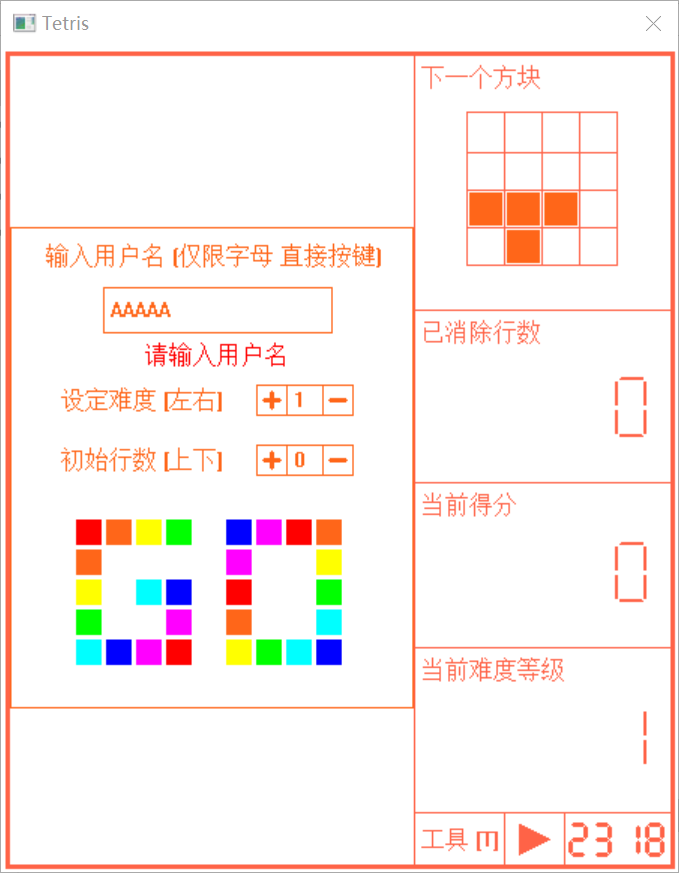 Tetris
输入用户名 (仅限字母 直接按键)
AAAAA
请输入用户名
设定难度 (左右)
+ 1 −
初始行数 (上下)
+ 0 −
GO
下一个方块
已消除行数
0
当前得分
0
当前难度等级
1
工具 (T)
23 18